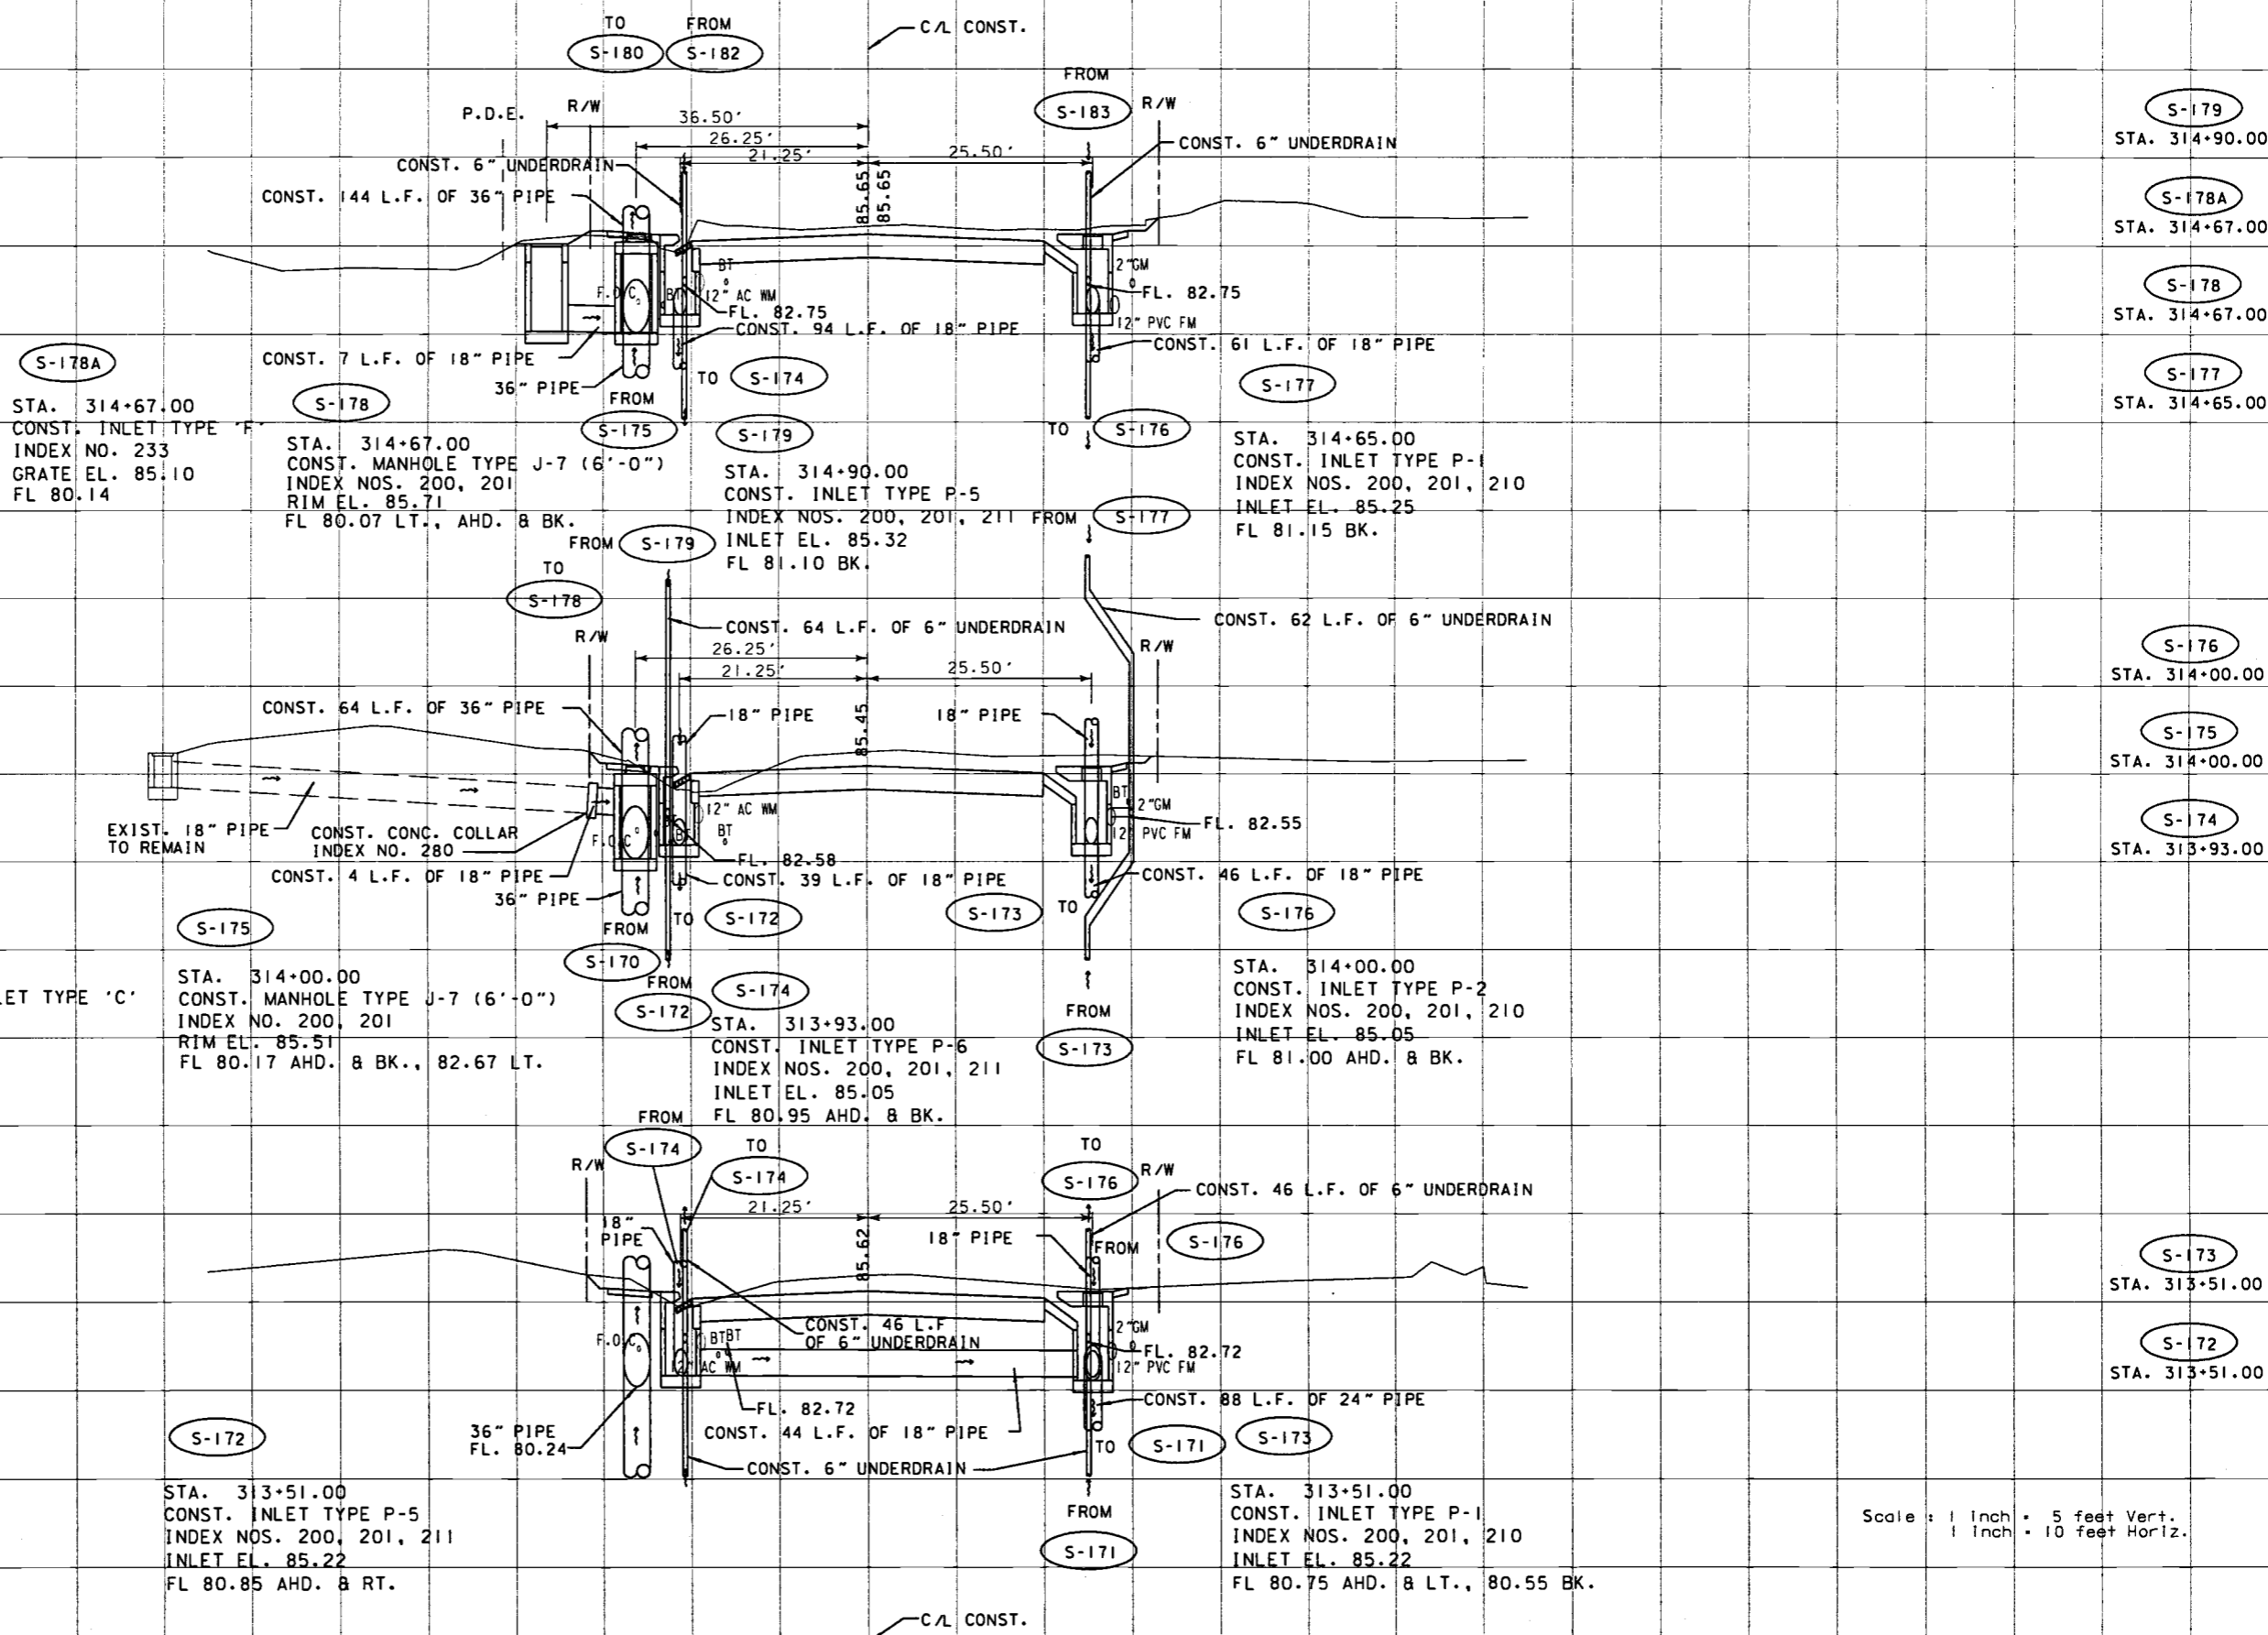 TO FROM
S-180 S-182
C/L CONST.
FROM
S-183
P.D.E. R/W
R/W
36.50'
26.25'
21.25' 25.50'
CONST. 6" UNDERDRAIN
CONST. 6" UNDERDRAIN
CONST. 144 L.F. OF 36" PIPE
85.65
85.65
S-179
STA. 314+90.00
S-178A
STA. 314+67.00
S-178
STA. 314+67.00
S-177
STA. 314+65.00
BT
F.O.C.
BT
12" AC WM
FL. 82.75
2"GM
FL. 82.75
12" PVC FM
CONST. 94 L.F. OF 18" PIPE
CONST. 61 L.F. OF 18" PIPE
CONST. 7 L.F. OF 18" PIPE
36" PIPE
FROM
S-175
TO S-174
TO S-176
S-178A
STA. 314+67.00
CONST. INLET TYPE 'F'
INDEX NO. 233
GRATE EL. 85.10
FL 80.14
S-178
STA. 314+67.00
CONST. MANHOLE TYPE J-7 (6'-0")
INDEX NOS. 200, 201
RIM EL. 85.71
FL 80.07 LT., AHD. & BK.
S-179
STA. 314+90.00
CONST. INLET TYPE P-5
INDEX NOS. 200, 201, 211
INLET EL. 85.32
FL 81.10 BK.
S-177
STA. 314+65.00
CONST. INLET TYPE P-1
INDEX NOS. 200, 201, 210
INLET EL. 85.25
FL 81.15 BK.
FROM S-177
FROM S-179
TO
S-178
CONST. 64 L.F. OF 6" UNDERDRAIN
CONST. 62 L.F. OF 6" UNDERDRAIN
R/W
R/W
26.25'
21.25' 25.50'
CONST. 64 L.F. OF 36" PIPE
18" PIPE
85.45
18" PIPE
S-176
STA. 314+00.00
S-175
STA. 314+00.00
S-174
STA. 313+93.00
EXIST. 18" PIPE
TO REMAIN
CONST. CONC. COLLAR
INDEX NO. 280
CONST. 4 L.F. OF 18" PIPE
36" PIPE
F.O.C
BT
12" AC WM
BT
FL. 82.58
CONST. 39 L.F. OF 18" PIPE
BT
2"GM
12" PVC FM
FL. 82.55
CONST. 46 L.F. OF 18" PIPE
FROM
S-170
TO S-172
FROM
S-172
S-173 TO
FROM
S-173
ET TYPE 'C'
S-175
STA. 314+00.00
CONST. MANHOLE TYPE J-7 (6'-0")
INDEX NO. 200, 201
RIM EL. 85.51
FL 80.17 AHD. & BK., 82.67 LT.
S-174
STA. 313+93.00
CONST. INLET TYPE P-6
INDEX NOS. 200, 201, 211
INLET EL. 85.05
FL 80.95 AHD. & BK.
S-176
STA. 314+00.00
CONST. INLET TYPE P-2
INDEX NOS. 200, 201, 210
INLET EL. 85.05
FL 81.00 AHD. & BK.
FROM
S-174
TO
S-174
TO
S-176
R/W
R/W
CONST. 46 L.F. OF 6" UNDERDRAIN
21.25' 25.50'
18"
PIPE
85.62
18" PIPE
FROM
S-176
S-173
STA. 313+51.00
S-172
STA. 313+51.00
F.O.C.
BT
BT
12" AC WM
CONST. 46 L.F
OF 6" UNDERDRAIN
2"GM
FL. 82.72
12" PVC FM
FL. 82.72
CONST. 44 L.F. OF 18" PIPE
CONST. 88 L.F. OF 24" PIPE
36" PIPE
FL. 80.24
CONST. 6" UNDERDRAIN
TO S-171
FROM
S-171
S-172
STA. 313+51.00
CONST. INLET TYPE P-5
INDEX NOS. 200, 201, 211
INLET EL. 85.22
FL 80.85 AHD. & RT.
S-173
STA. 313+51.00
CONST. INLET TYPE P-1
INDEX NOS. 200, 201, 210
INLET EL. 85.22
FL 80.75 AHD. & LT., 80.55 BK.
Scale : 1 inch = 5 feet Vert.
1 inch = 10 feet Horiz.
C/L CONST.